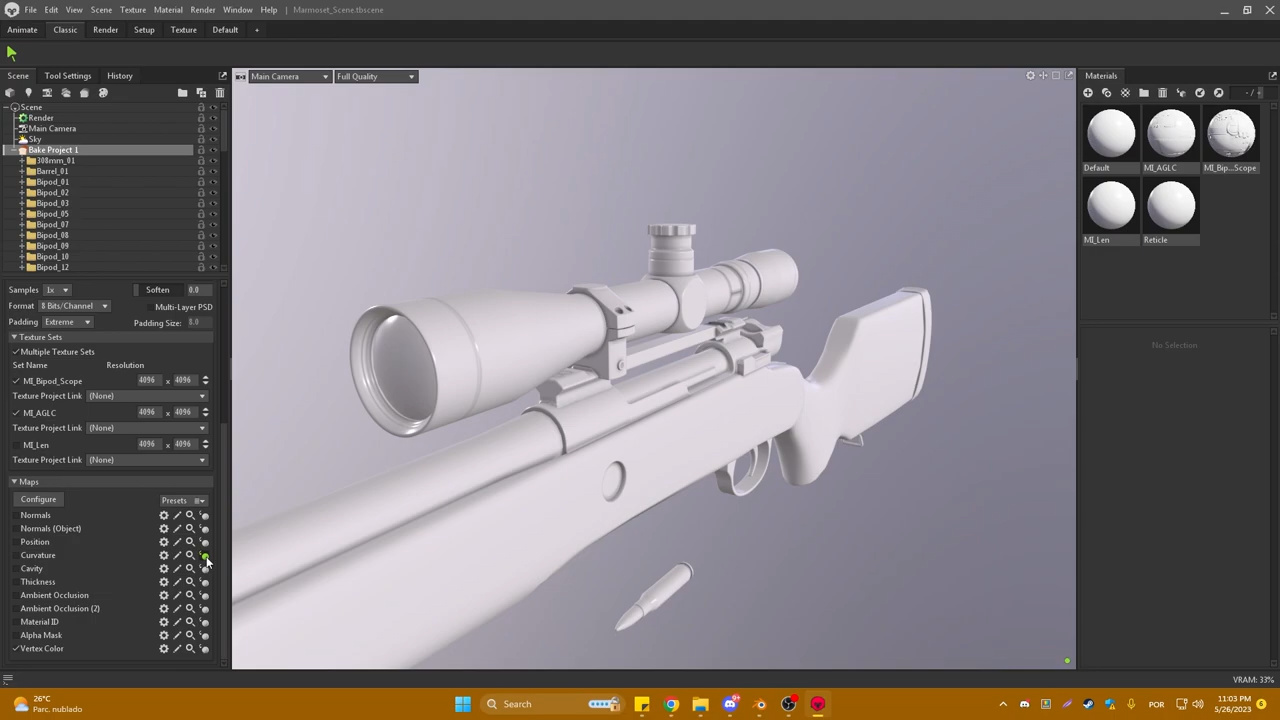 File Edit View Scene Texture Material Render Window Help Marmoset_Scene.tbscene
Animate Classic Render Setup Texture Default +
Scene Tool Settings History
Main Camera Full Quality
Materials
- / -
Scene
Render
Main Camera
Sky
Bake Project 1
308mm_01
Barrel_01
Bipod_01
Bipod_02
Bipod_03
Bipod_05
Bipod_07
Bipod_08
Bipod_09
Bipod_10
Bipod_12
Default MI_AGLC MI_Bip...Scope
MI_Len Reticle
Samples 1x Soften 0.0
Format 8 Bits/Channel Multi-Layer PSD
Padding Extreme Padding Size: 8.0
Texture Sets
Multiple Texture Sets
Set Name Resolution
MI_Bipod_Scope 4096 x 4096
Texture Project Link (None)
MI_AGLC 4096 x 4096
Texture Project Link (None)
MI_Len 4096 x 4096
Texture Project Link (None)
Maps
Configure Presets
Normals
Normals (Object)
Position
Curvature
Cavity
Thickness
Ambient Occlusion
Ambient Occlusion (2)
Material ID
Alpha Mask
Vertex Color
No Selection
VRAM: 33%
26°C
Parc. nublado
Search
POR
11:03 PM
5/26/2023